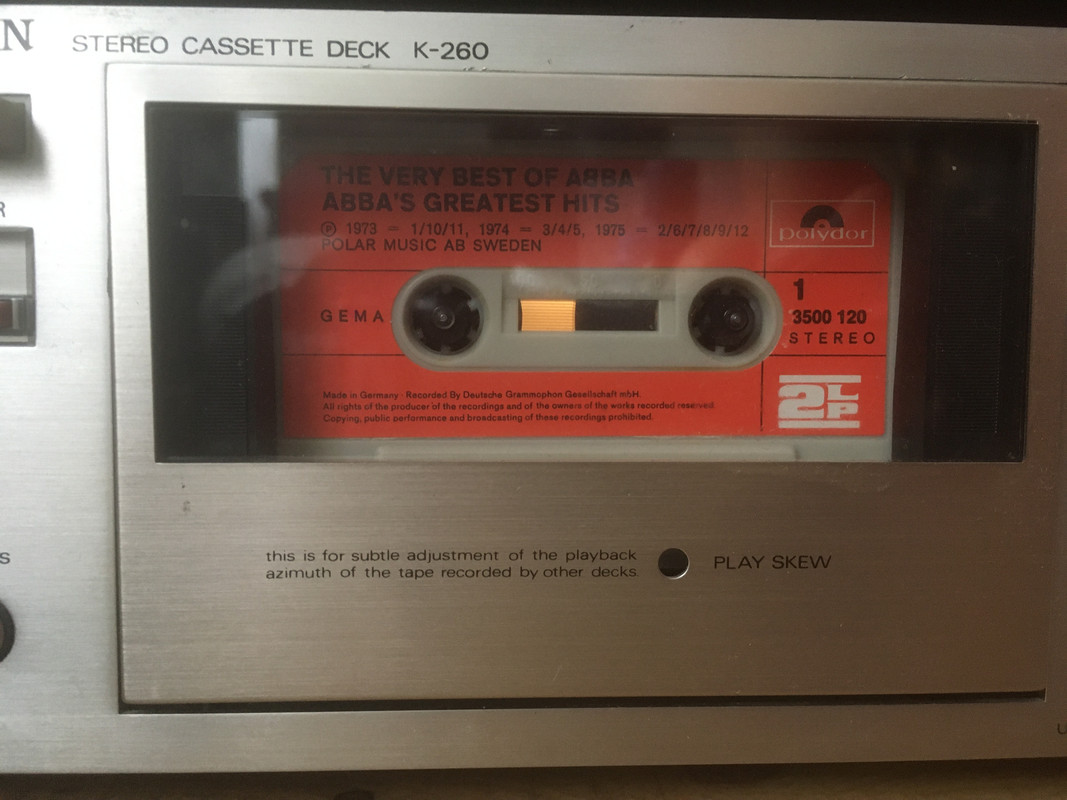 N STEREO CASSETTE DECK K-260
R
THE VERY BEST OF ABBA
ABBA'S GREATEST HITS
℗ 1973 = 1/10/11, 1974 = 3/4/5, 1975 = 2/6/7/8/9/12
POLAR MUSIC AB SWEDEN
polydor
GEMA
1
3500 120
STEREO
Made in Germany · Recorded By Deutsche Grammophon Gesellschaft mbH.
All rights of the producer of the recordings and of the owners of the works recorded reserved.
Copying, public performance and broadcasting of these recordings prohibited.
2LP
S
this is for subtle adjustment of the playback
azimuth of the tape recorded by other decks.
PLAY SKEW
U